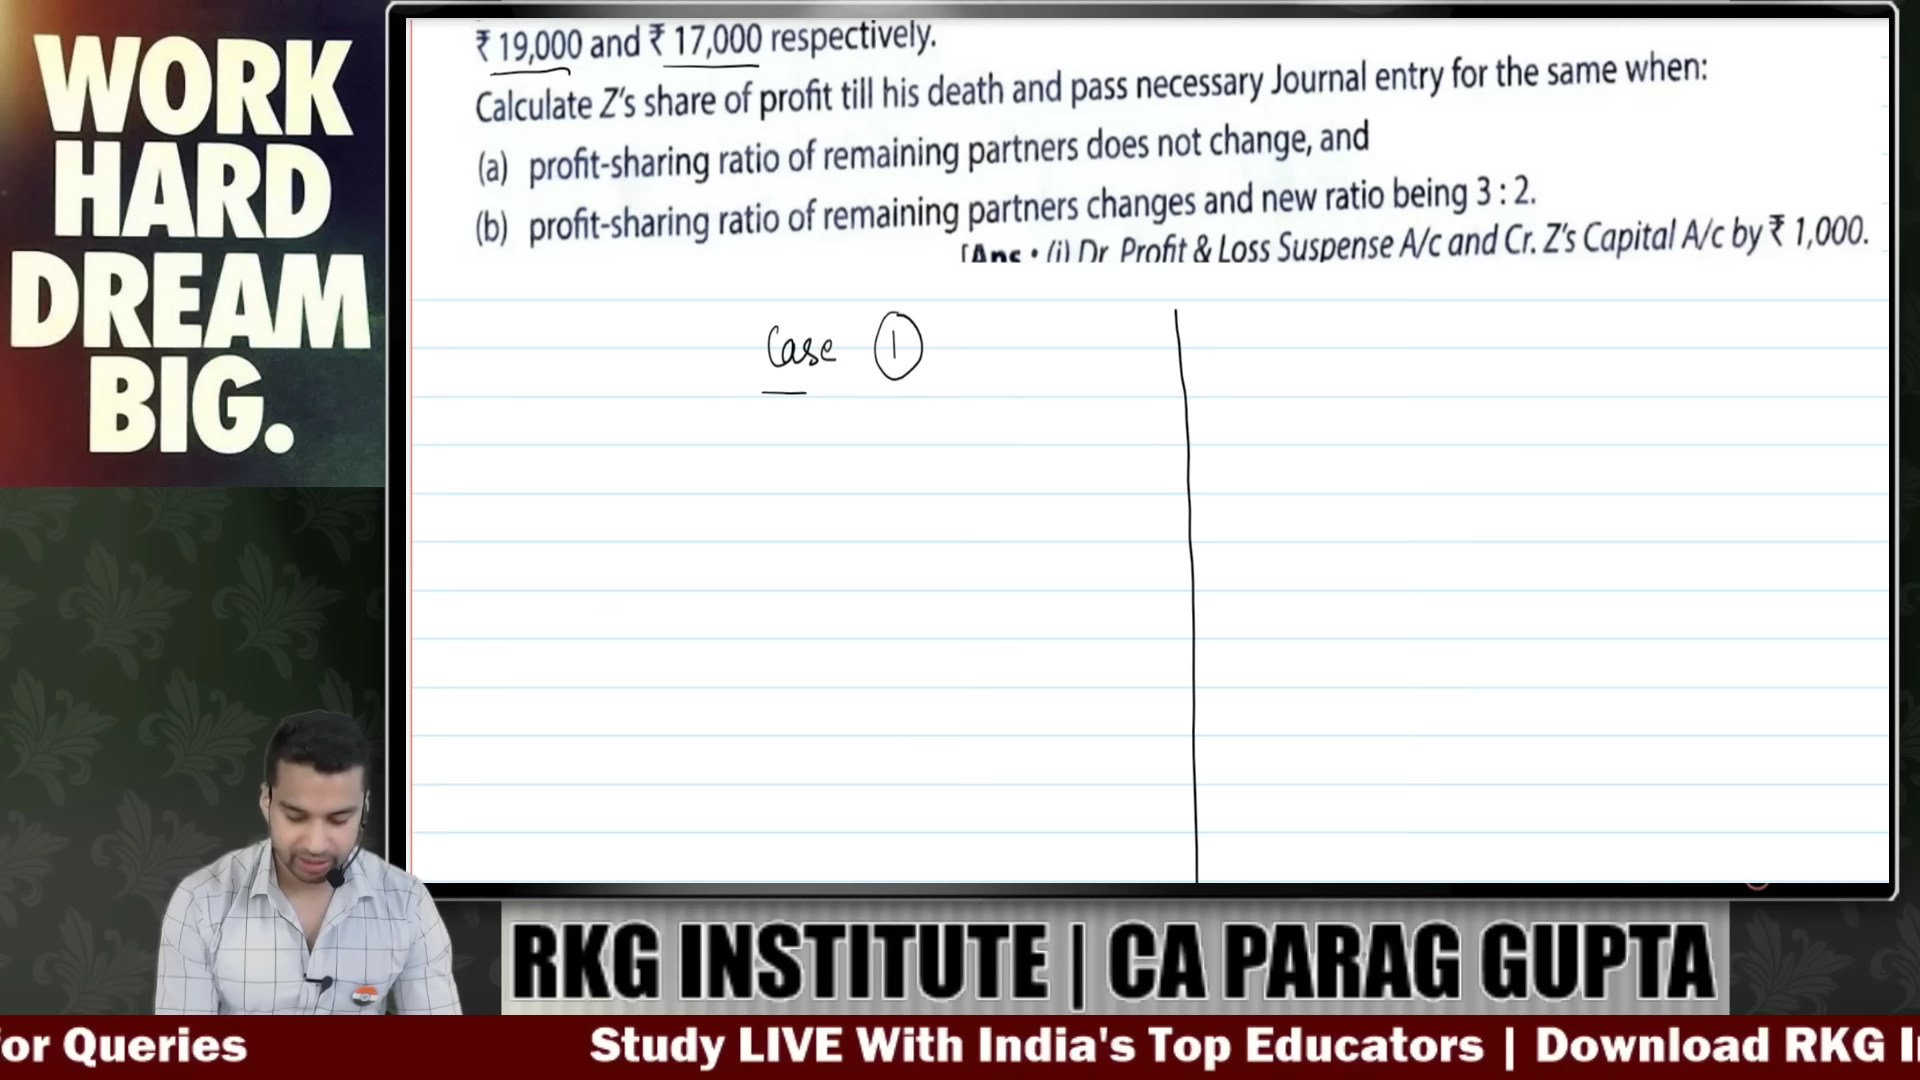 WORK
HARD
DREAM
BIG.
₹ 19,000 and ₹ 17,000 respectively.
Calculate Z's share of profit till his death and pass necessary Journal entry for the same when:
(a) profit-sharing ratio of remaining partners does not change, and
(b) profit-sharing ratio of remaining partners changes and new ratio being 3 : 2.
[Ans.: (i) Dr. Profit & Loss Suspense A/c and Cr. Z's Capital A/c by ₹ 1,000.
Case 1
RKG INSTITUTE | CA PARAG GUPTA
for Queries Study LIVE With India's Top Educators | Download RKG I